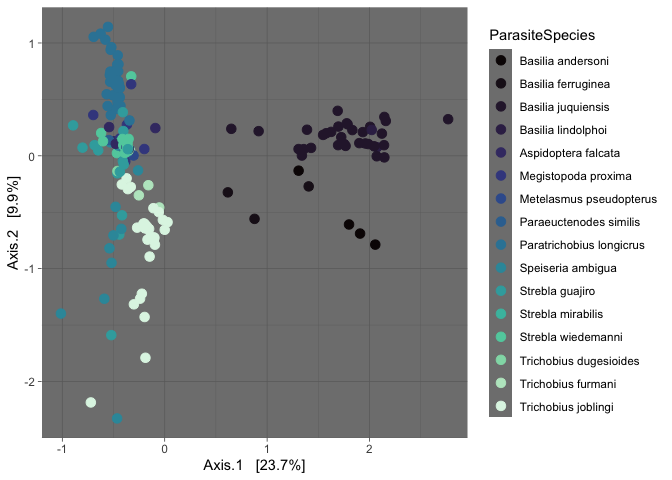 ParasiteSpecies
Basilia andersoni
Basilia ferruginea
Basilia juquiensis
Basilia lindolphoi
Aspidoptera falcata
Megistopoda proxima
Metelasmus pseudopterus
Paraeuctenodes similis
Paratrichobius longicrus
Speiseria ambigua
Strebla guajiro
Strebla mirabilis
Strebla wiedemanni
Trichobius dugesioides
Trichobius furmani
Trichobius joblingi
1
0
-1
-2
Axis.2 [9.9%]
-1
0
1
2
Axis.1 [23.7%]